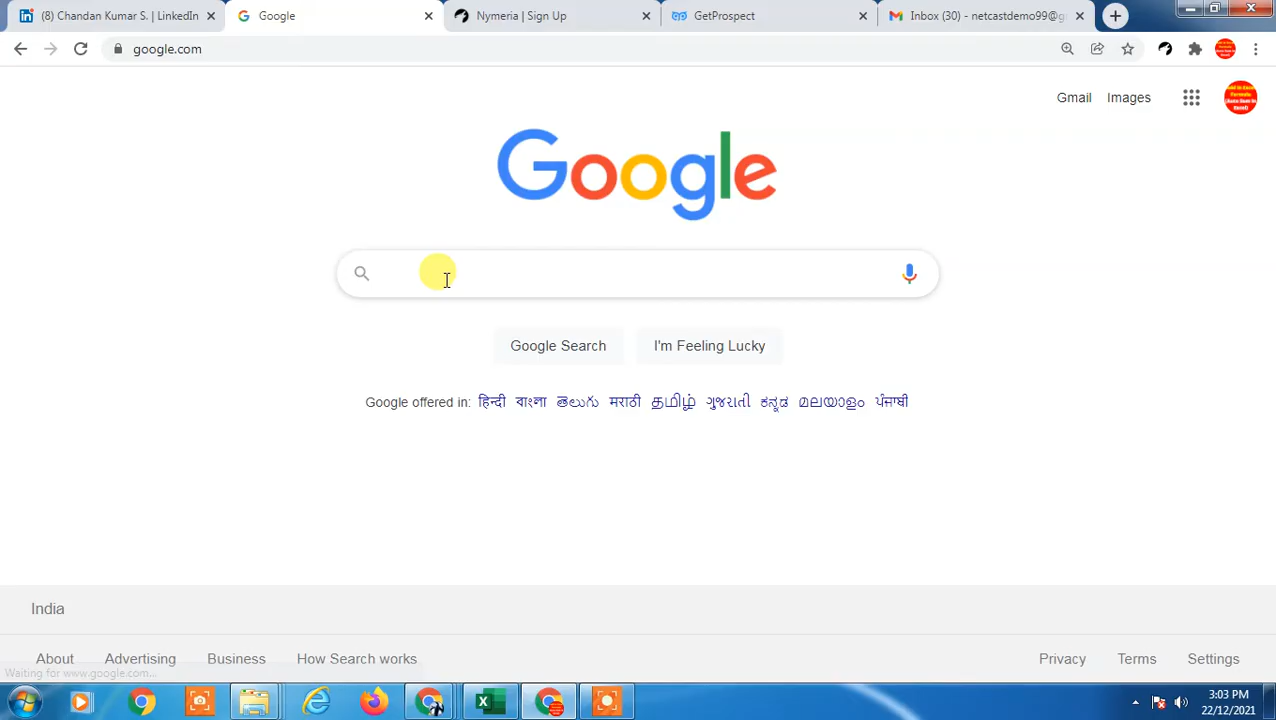 (8) Chandan Kumar S. | LinkedIn
Google
Nymeria | Sign Up
GetProspect
Inbox (30) - netcastdemo99@g
google.com
Gmail Images
Google
Google Search
I'm Feeling Lucky
Google offered in: हिन्दी বাংলা తెలుగు मराठी தமிழ் ગુજરાતી ಕನ್ನಡ മലയാളം ਪੰਜਾਬੀ
India
About Advertising Business How Search works
Privacy Terms Settings
Waiting for www.google.com...
3:03 PM
22/12/2021